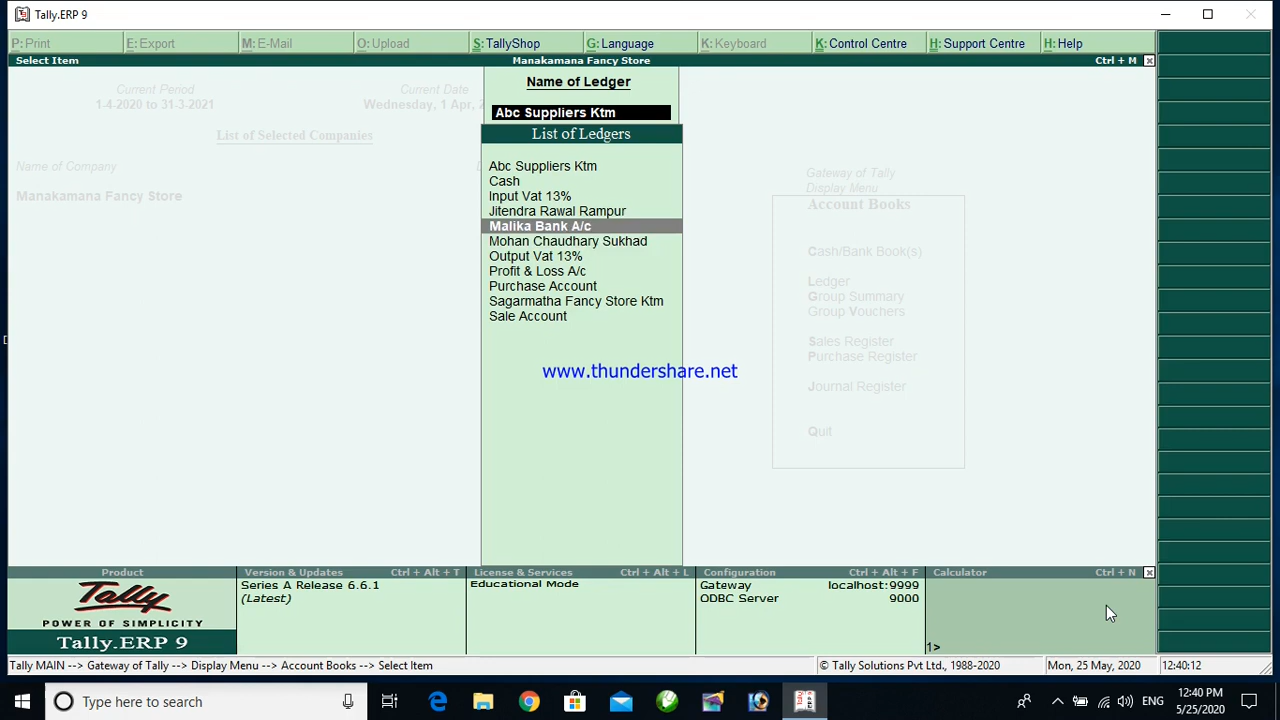 Tally.ERP 9
P: Print
E: Export
M: E-Mail
O: Upload
S: TallyShop
G: Language
K: Keyboard
K: Control Centre
H: Support Centre
H: Help
Select Item
Manakamana Fancy Store
Ctrl + M
Current Period
1-4-2020 to 31-3-2021
Current Date
Wednesday, 1 Apr, 2
List of Selected Companies
Name of Company
Manakamana Fancy Store
Name of Ledger
Abc Suppliers Ktm
List of Ledgers
Abc Suppliers Ktm
Cash
Input Vat 13%
Jitendra Rawal Rampur
Malika Bank A/c
Mohan Chaudhary Sukhad
Output Vat 13%
Profit & Loss A/c
Purchase Account
Sagarmatha Fancy Store Ktm
Sale Account
www.thundershare.net
Gateway of Tally
Display Menu
Account Books
Cash/Bank Book(s)
Ledger
Group Summary
Group Vouchers
Sales Register
Purchase Register
Journal Register
Quit
Product
Tally
POWER OF SIMPLICITY
Tally.ERP 9
Version & Updates Ctrl + Alt + T
Series A Release 6.6.1
(Latest)
License & Services Ctrl + Alt + L
Educational Mode
Configuration Ctrl + Alt + F
Gateway localhost:9999
ODBC Server 9000
Calculator Ctrl + N
1>
Tally MAIN --> Gateway of Tally --> Display Menu --> Account Books --> Select Item
© Tally Solutions Pvt Ltd., 1988-2020
Mon, 25 May, 2020
12:40:12
Type here to search
ENG
12:40 PM
5/25/2020